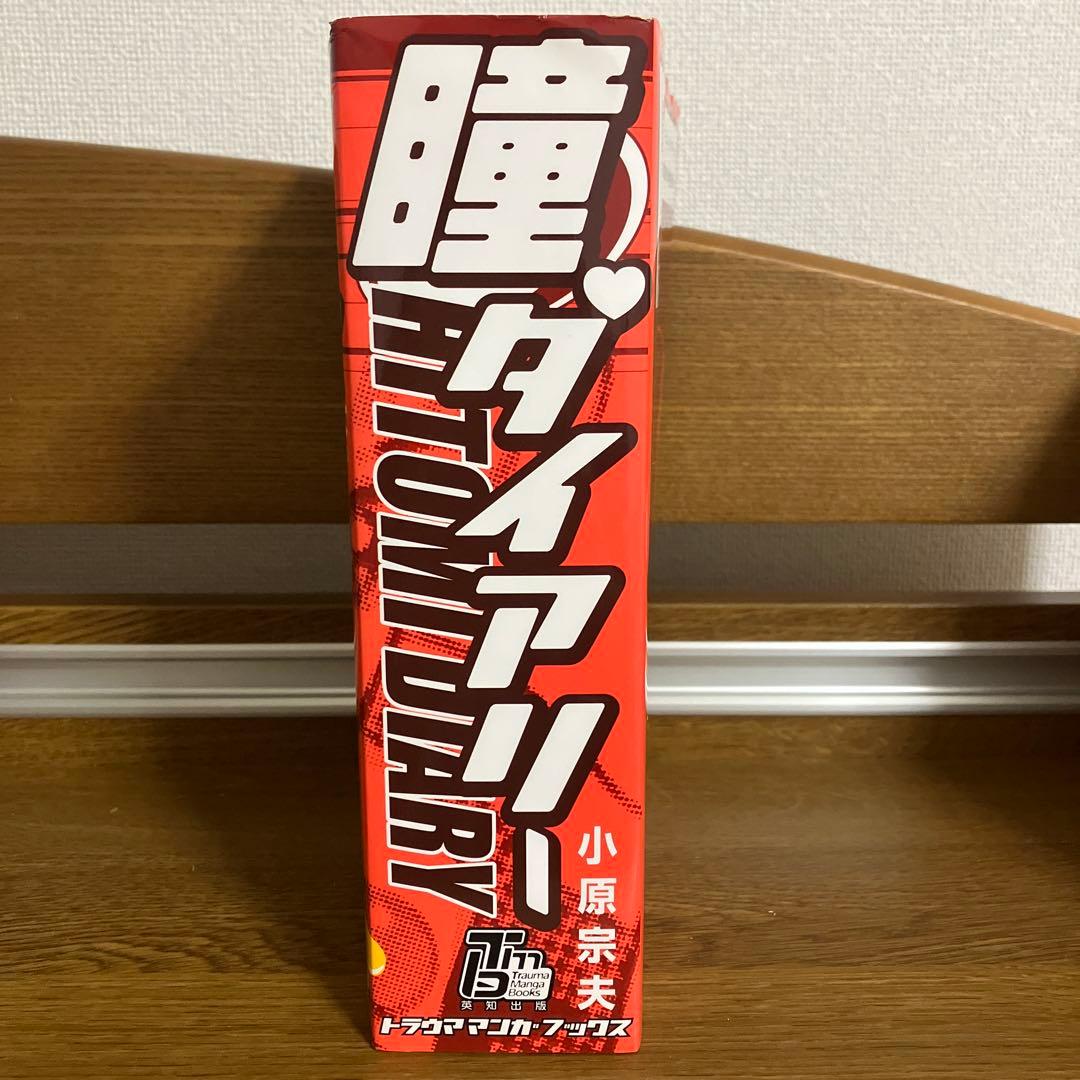 瞳ダイアリー
HITOMI DIARY
小原宗夫
Tmb
Trauma
Manga
Books
英知出版
トラウママンガブックス